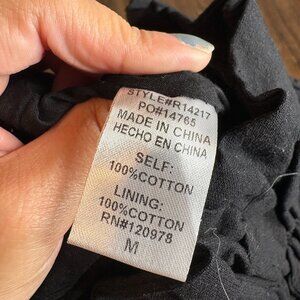 STYLE#R14217
PO#14765
MADE IN CHINA
HECHO EN CHINA
SELF:
100%COTTON
LINING:
100%COTTON
RN#120978
M